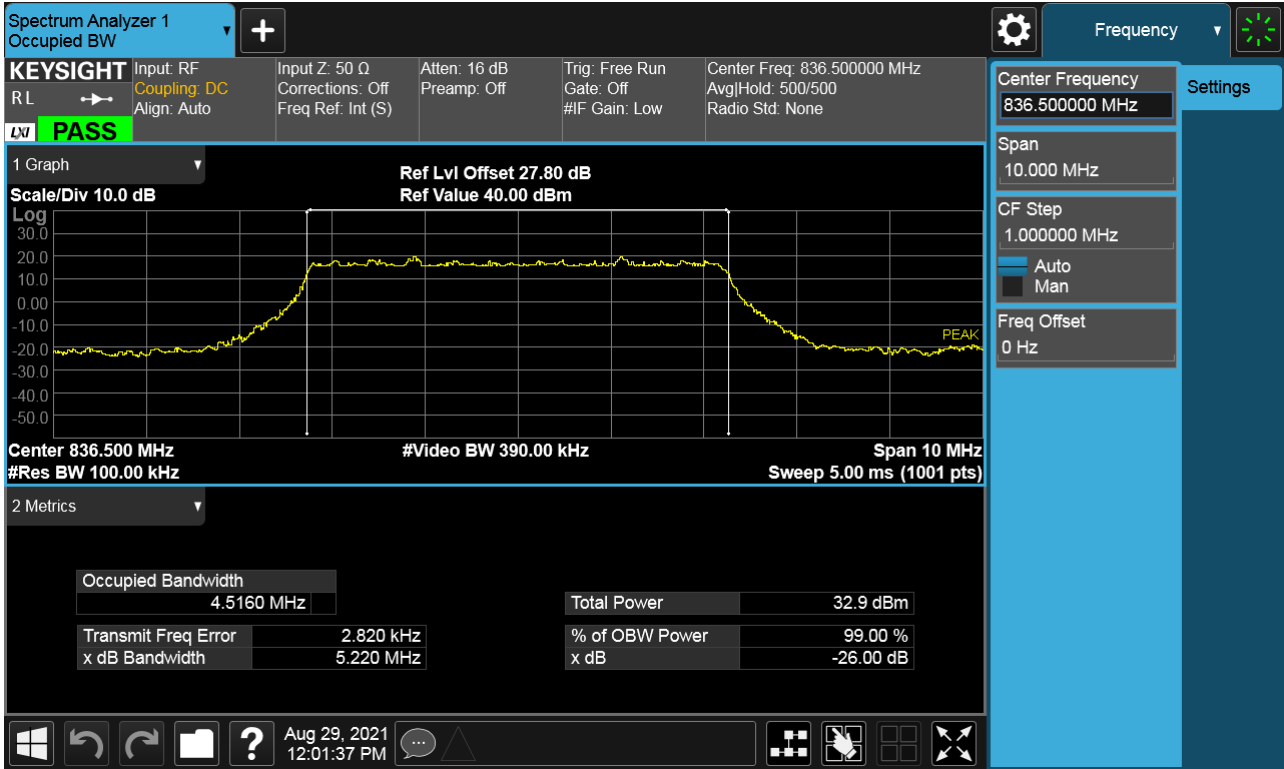 Spectrum Analyzer 1
Occupied BW
Frequency
KEYSIGHT
R L
LXI
PASS
Input: RF
Coupling: DC
Align: Auto
Input Z: 50 Ω
Corrections: Off
Freq Ref: Int (S)
Atten: 16 dB
Preamp: Off
Trig: Free Run
Gate: Off
#IF Gain: Low
Center Freq: 836.500000 MHz
Avg|Hold: 500/500
Radio Std: None
Center Frequency
836.500000 MHz
Settings
Span
10.000 MHz
CF Step
1.000000 MHz
Auto
Man
Freq Offset
0 Hz
1 Graph
Scale/Div 10.0 dB
Ref Lvl Offset 27.80 dB
Ref Value 40.00 dBm
Log
30.0
20.0
10.0
0.00
-10.0
-20.0
-30.0
-40.0
-50.0
PEAK
Center 836.500 MHz
#Video BW 390.00 kHz
Span 10 MHz
#Res BW 100.00 kHz
Sweep 5.00 ms (1001 pts)
2 Metrics
Occupied Bandwidth
4.5160 MHz
Total Power 32.9 dBm
Transmit Freq Error 2.820 kHz
% of OBW Power 99.00 %
x dB Bandwidth 5.220 MHz
x dB -26.00 dB
?
Aug 29, 2021
12:01:37 PM